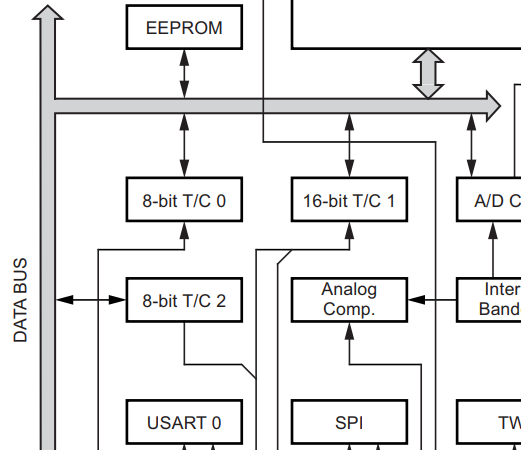 EEPROM
8-bit T/C 0
16-bit T/C 1
A/D C
DATA BUS
8-bit T/C 2
Analog
Comp.
Inter
Band
USART 0
SPI
TW